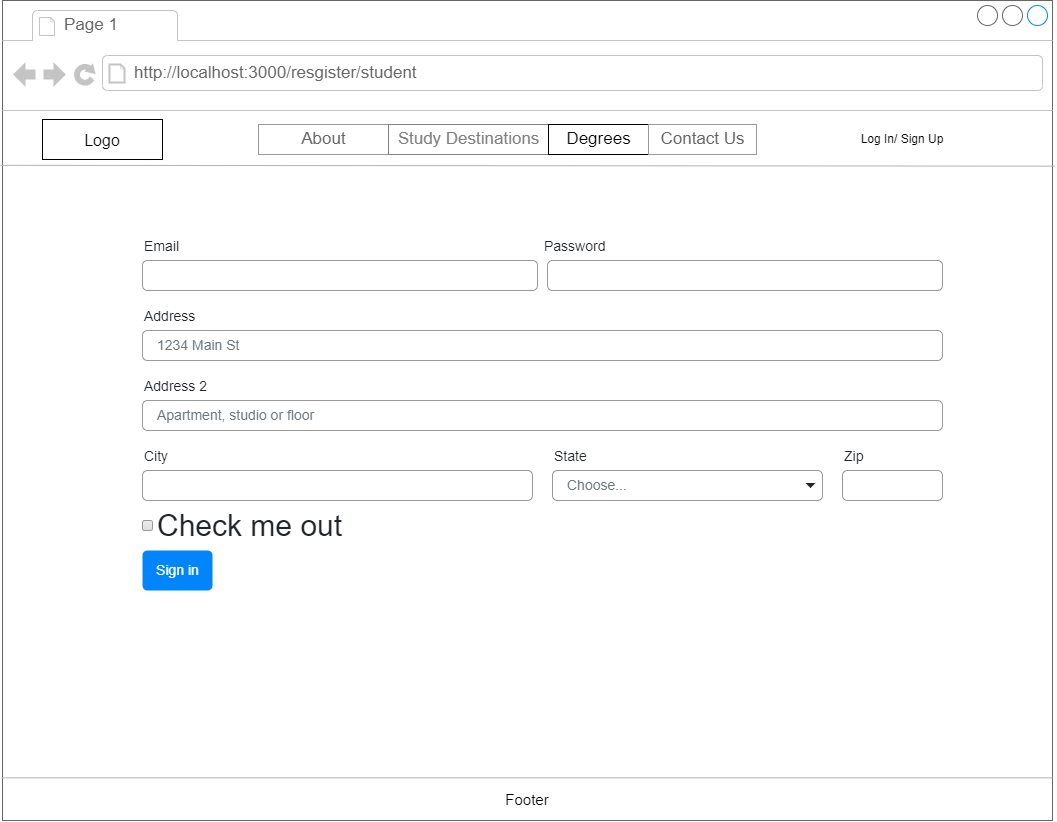 Page 1
http://localhost:3000/resgister/student
Logo
About
Study Destinations
Degrees
Contact Us
Log In/ Sign Up
Email
Password
Address
1234 Main St
Address 2
Apartment, studio or floor
City
State
Zip
Choose...
Check me out
Sign in
Footer